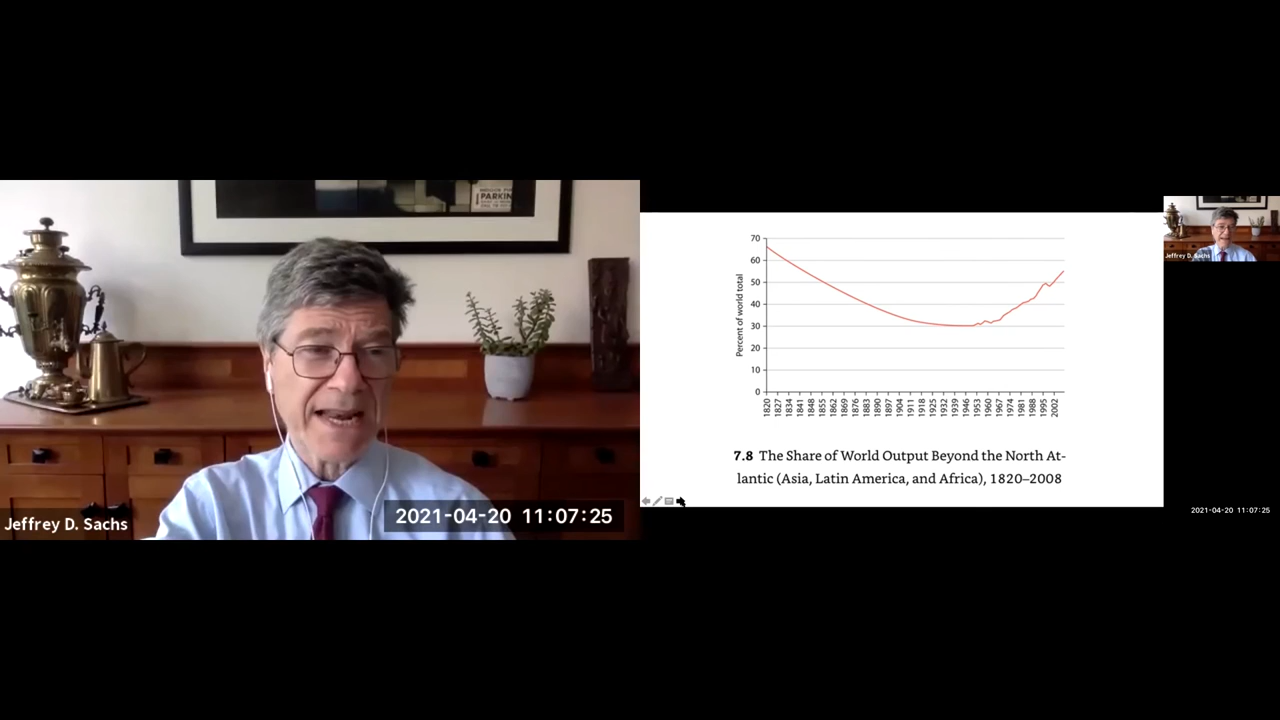 PARKIN
Jeffrey D. Sachs
2021-04-20 11:07:25
70
60
50
40
30
20
10
0
Percent of world total
1820 1827 1834 1841 1848 1855 1862 1869 1876 1883 1890 1897 1904 1911 1918 1925 1932 1939 1946 1953 1960 1967 1974 1981 1988 1995 2002
7.8 The Share of World Output Beyond the North At-
lantic (Asia, Latin America, and Africa), 1820–2008
Jeffrey D. Sachs
2021-04-20 11:07:25